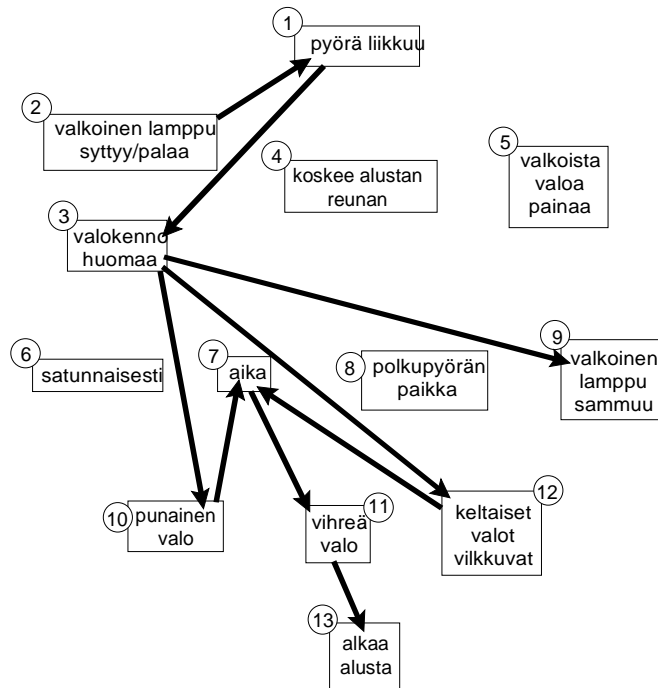 1
pyörä liikkuu
2
valkoinen lamppu
syttyy/palaa
4
koskee alustan
reunan
5
valkoista
valoa
painaa
3
valokenno
huomaa
6
satunnaisesti
7
aika
8
polkupyörän
paikka
9
valkoinen
lamppu
sammuu
10
punainen
valo
11
vihreä
valo
12
keltaiset
valot
vilkkuvat
13
alkaa
alusta